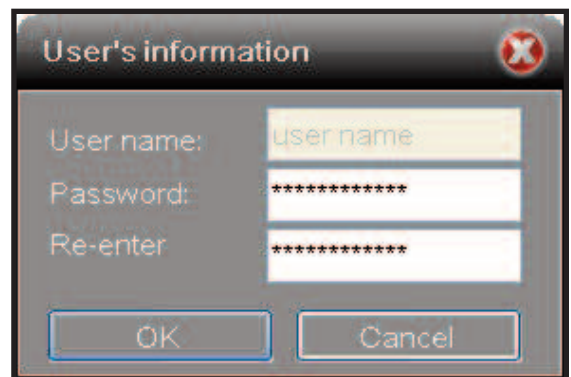 User's information
User name: user name
Password: ************
Re-enter ************
OK Cancel